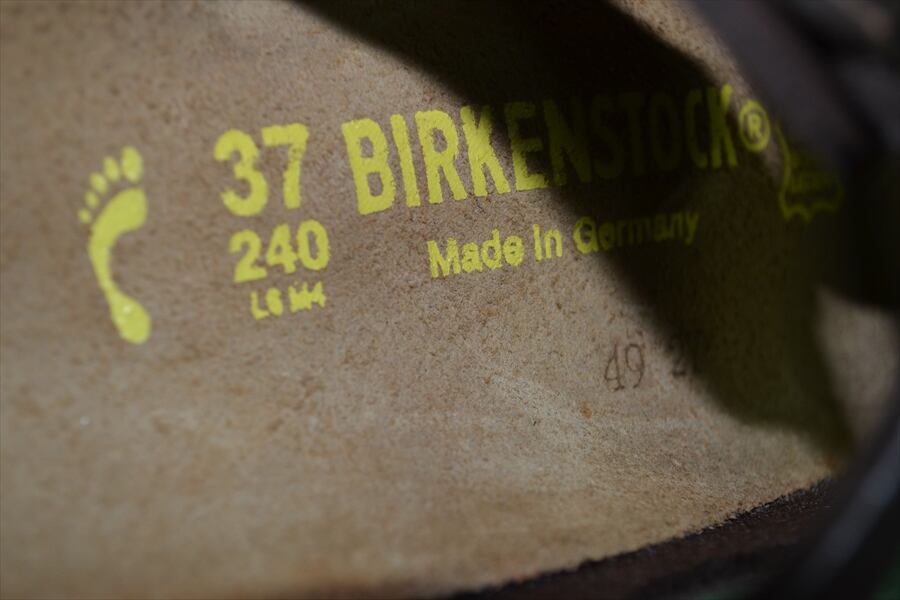 37 BIRKENSTOCK®
240 Made in Germany
L6 M4
49